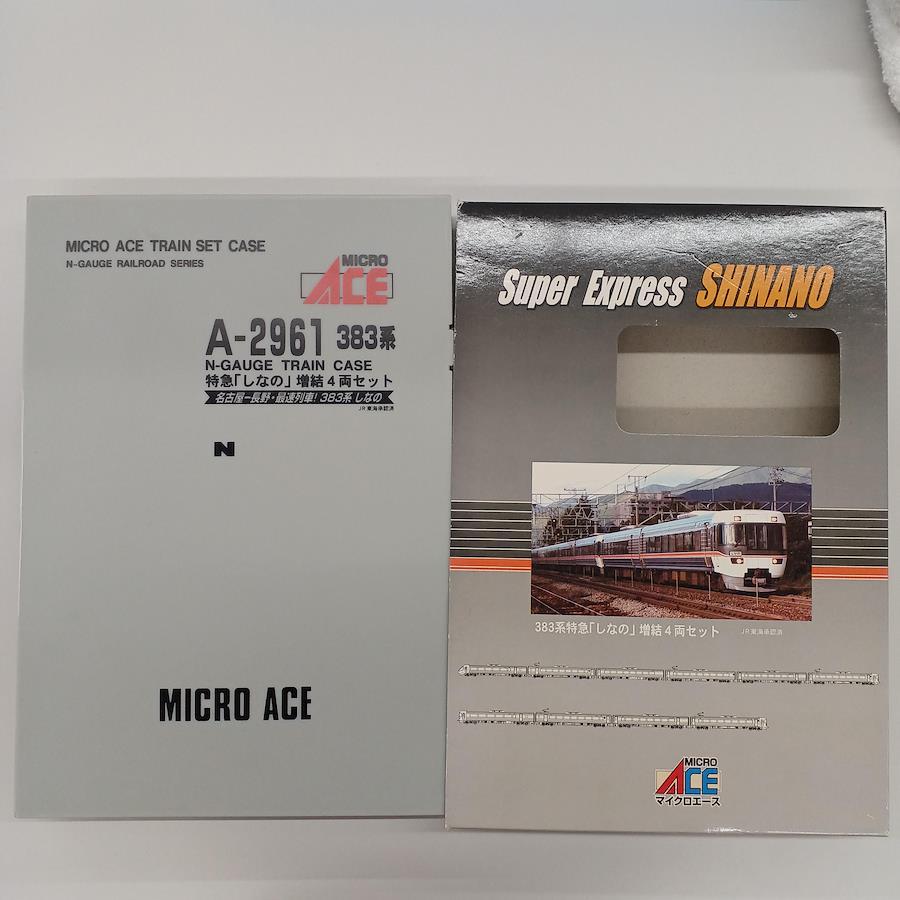 MICRO ACE TRAIN SET CASE
N-GAUGE RAILROAD SERIES
MICRO
ACE
A-2961 383系
N-GAUGE TRAIN CASE
特急「しなの」増結4両セット
名古屋-長野・最速列車! 383系 しなの
JR東海承認済
N
MICRO ACE
Super Express SHINANO
383系特急「しなの」増結4両セット JR東海承認済
MICRO
ACE
マイクロエース